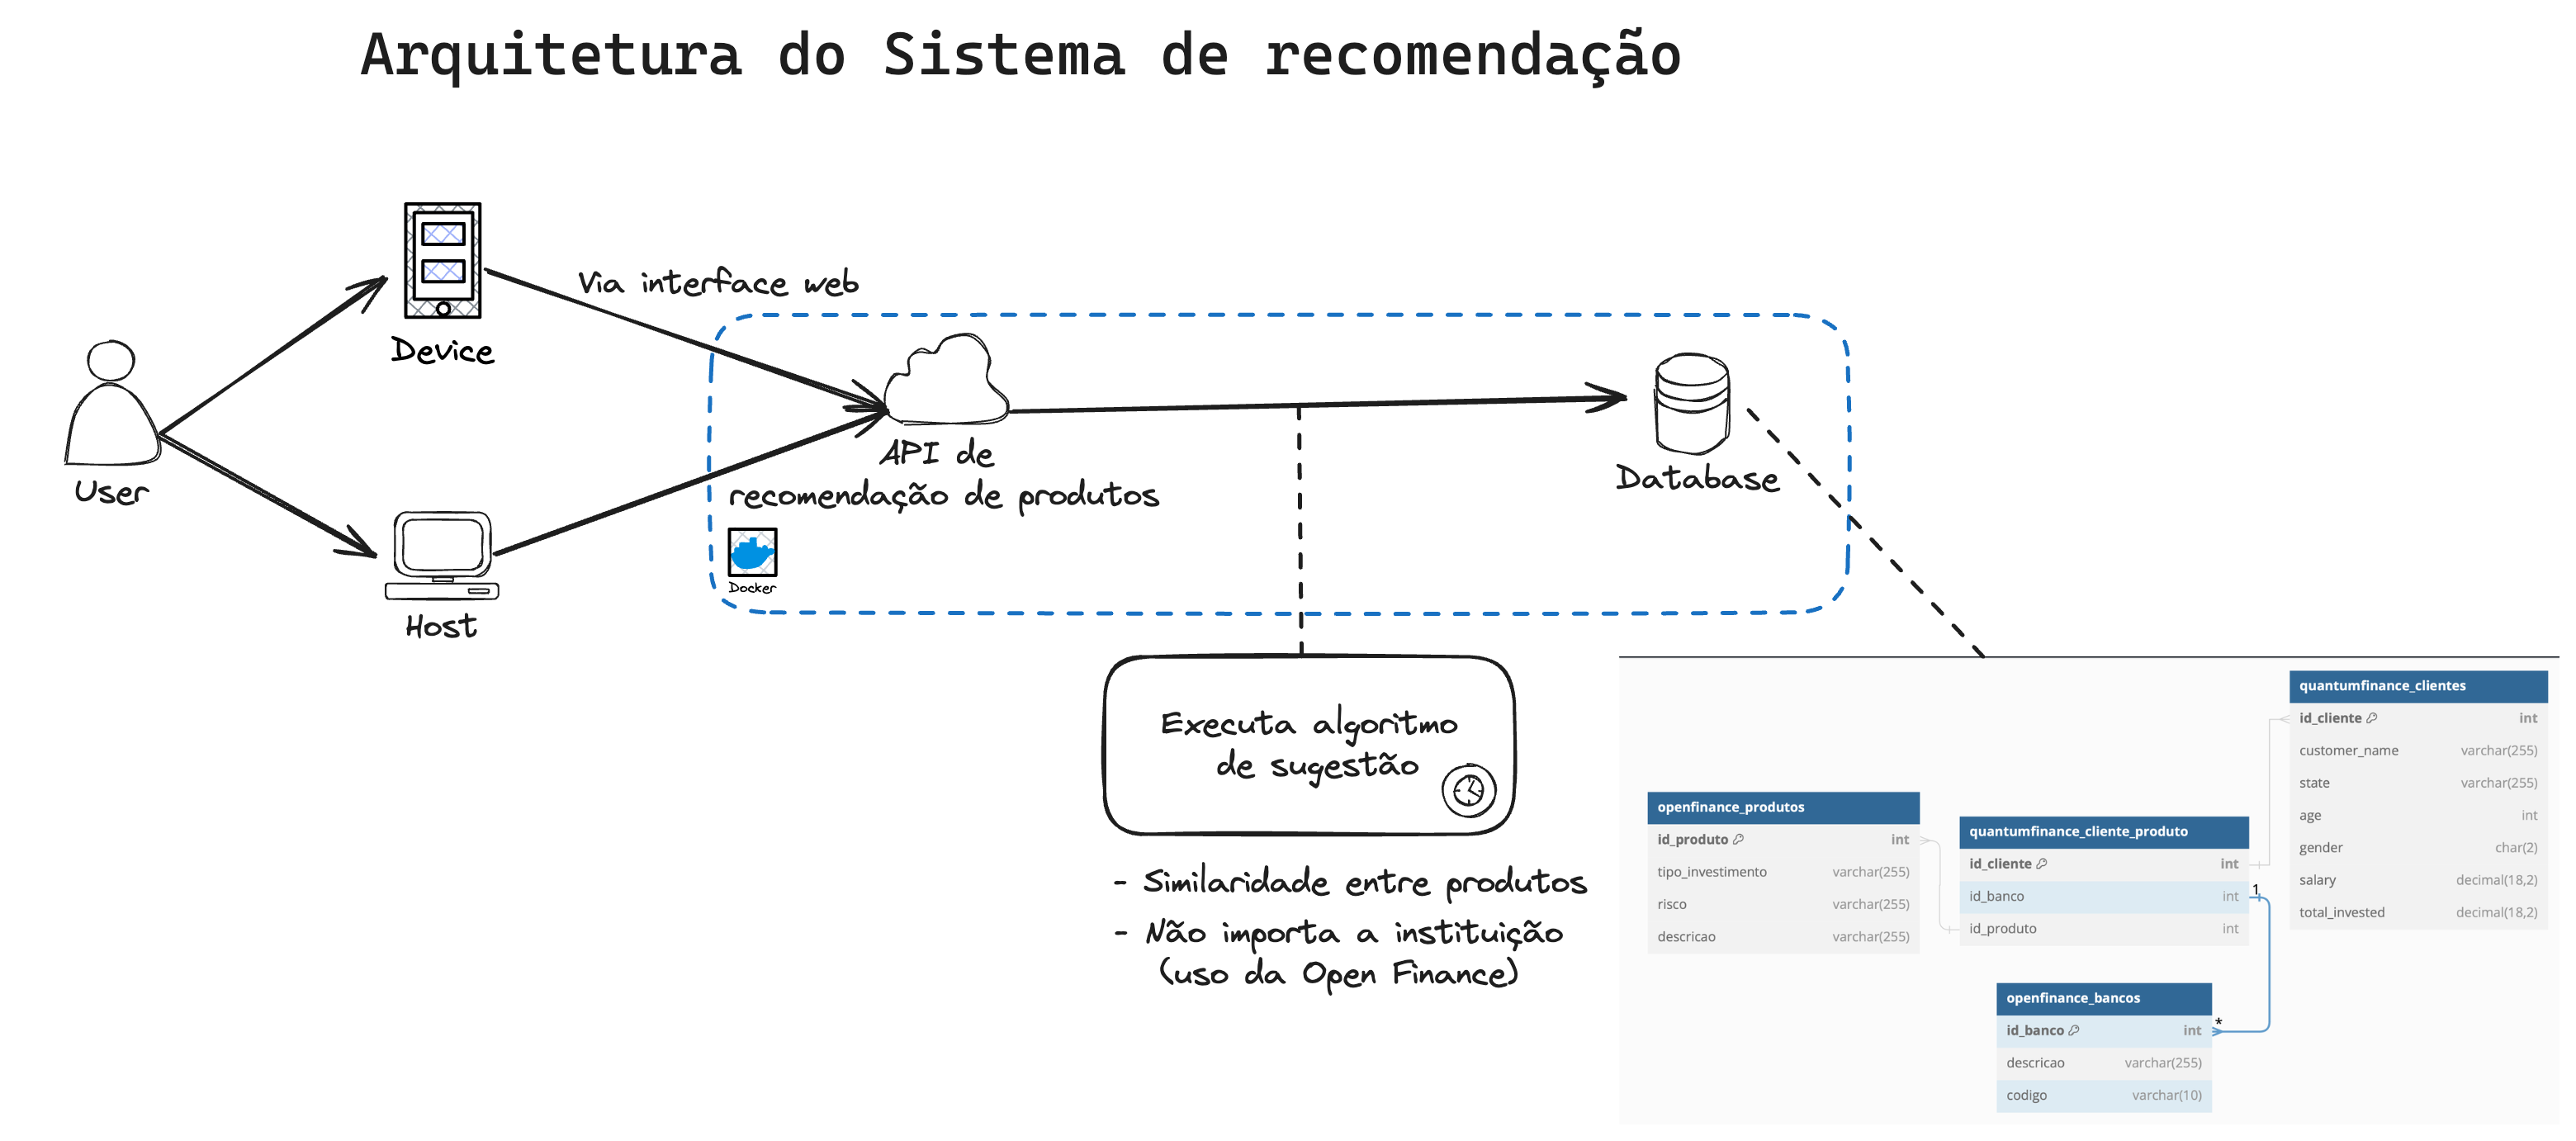 Arquitetura do Sistema de recomendação
Device
Via interface web
User
Host
API de
recomendação de produtos
Docker
Database
Executa algoritmo
de sugestão
- Similaridade entre produtos
- Não importa a instituição
(uso da Open Finance)
openfinance_produtos
id_produto int
tipo_investimento varchar(255)
risco varchar(255)
descricao varchar(255)
quantumfinance_cliente_produto
id_cliente int
id_banco int
1
id_produto int
quantumfinance_clientes
id_cliente int
customer_name varchar(255)
state varchar(255)
age int
gender char(2)
salary decimal(18,2)
total_invested decimal(18,2)
openfinance_bancos
*
id_banco int
descricao varchar(255)
codigo varchar(10)